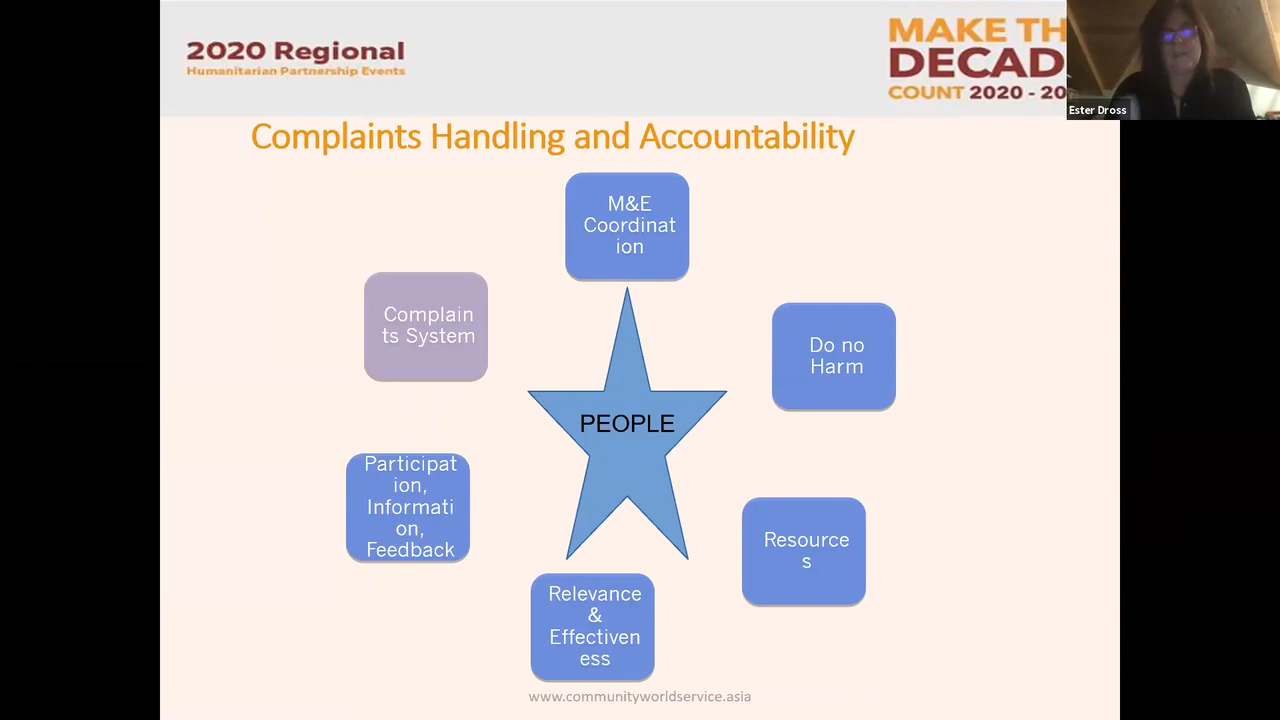 2020 Regional
Humanitarian Partnership Events
MAKE TH
DECAD
COUNT 2020 - 20
Ester Dross
Complaints Handling and Accountability
M&E
Coordinat
ion
Complain
ts System
Do no
Harm
PEOPLE
Participat
ion,
Informati
on,
Feedback
Resource
s
Relevance
&
Effectiven
ess
www.communityworldservice.asia